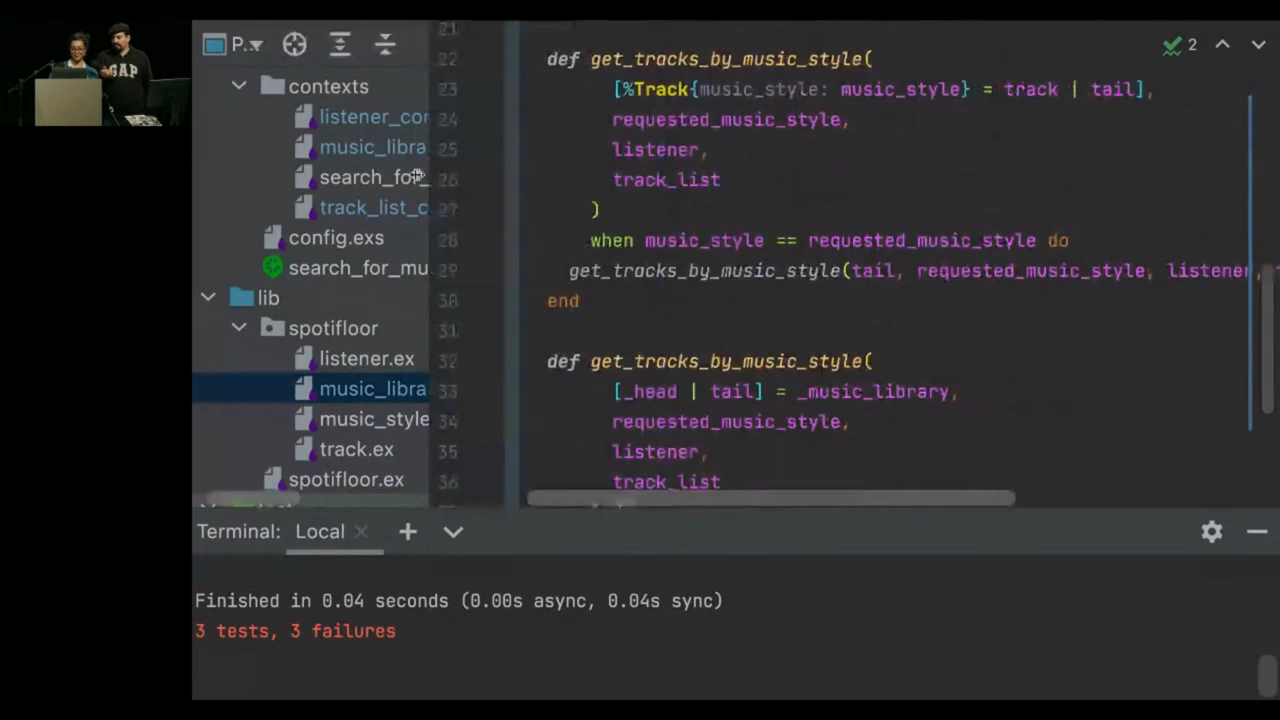 GAP
P.
contexts
listener_cor
music_libra
search_for_
track_list_c
config.exs
search_for_mu
lib
spotifloor
listener.ex
music_libra
music_style
track.ex
spotifloor.ex
2
21
22 def get_tracks_by_music_style(
23 [%Track{music_style: music_style} = track | tail],
24 requested_music_style,
25 listener,
26 track_list
27 )
28 when music_style == requested_music_style do
29 get_tracks_by_music_style(tail, requested_music_style, listener,
30 end
31
32 def get_tracks_by_music_style(
33 [_head | tail] = _music_library,
34 requested_music_style,
35 listener,
36 track_list
Terminal: Local
Finished in 0.04 seconds (0.00s async, 0.04s sync)
3 tests, 3 failures